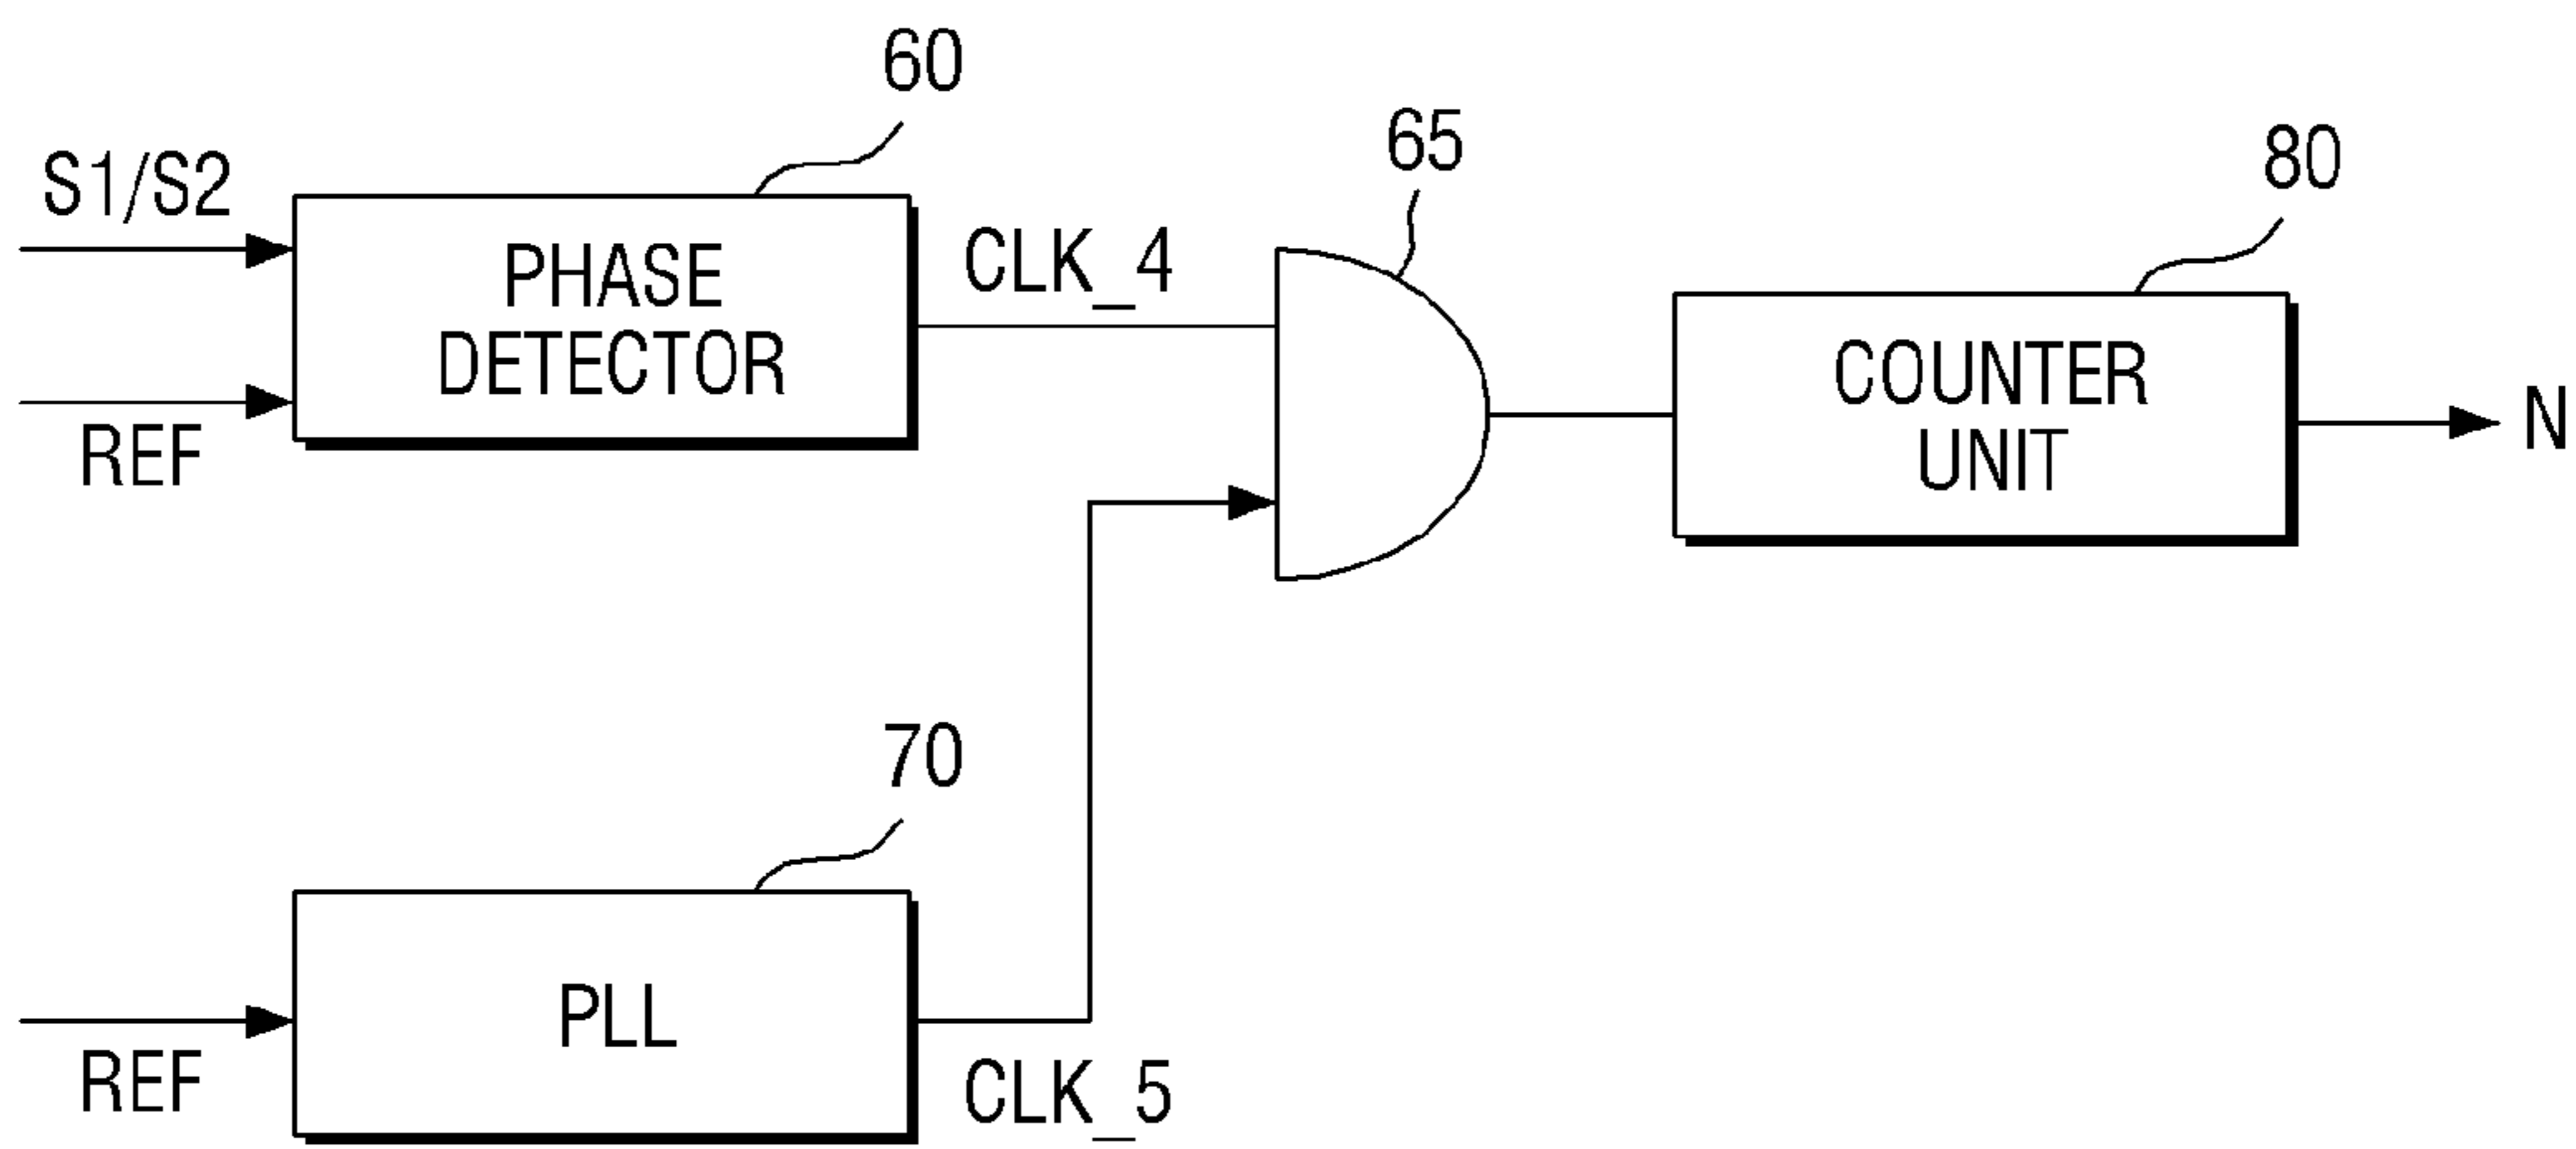 60
65
80
S1/S2
PHASE
DETECTOR
REF
CLK_4
COUNTER
UNIT
N
70
PLL
REF
CLK_5